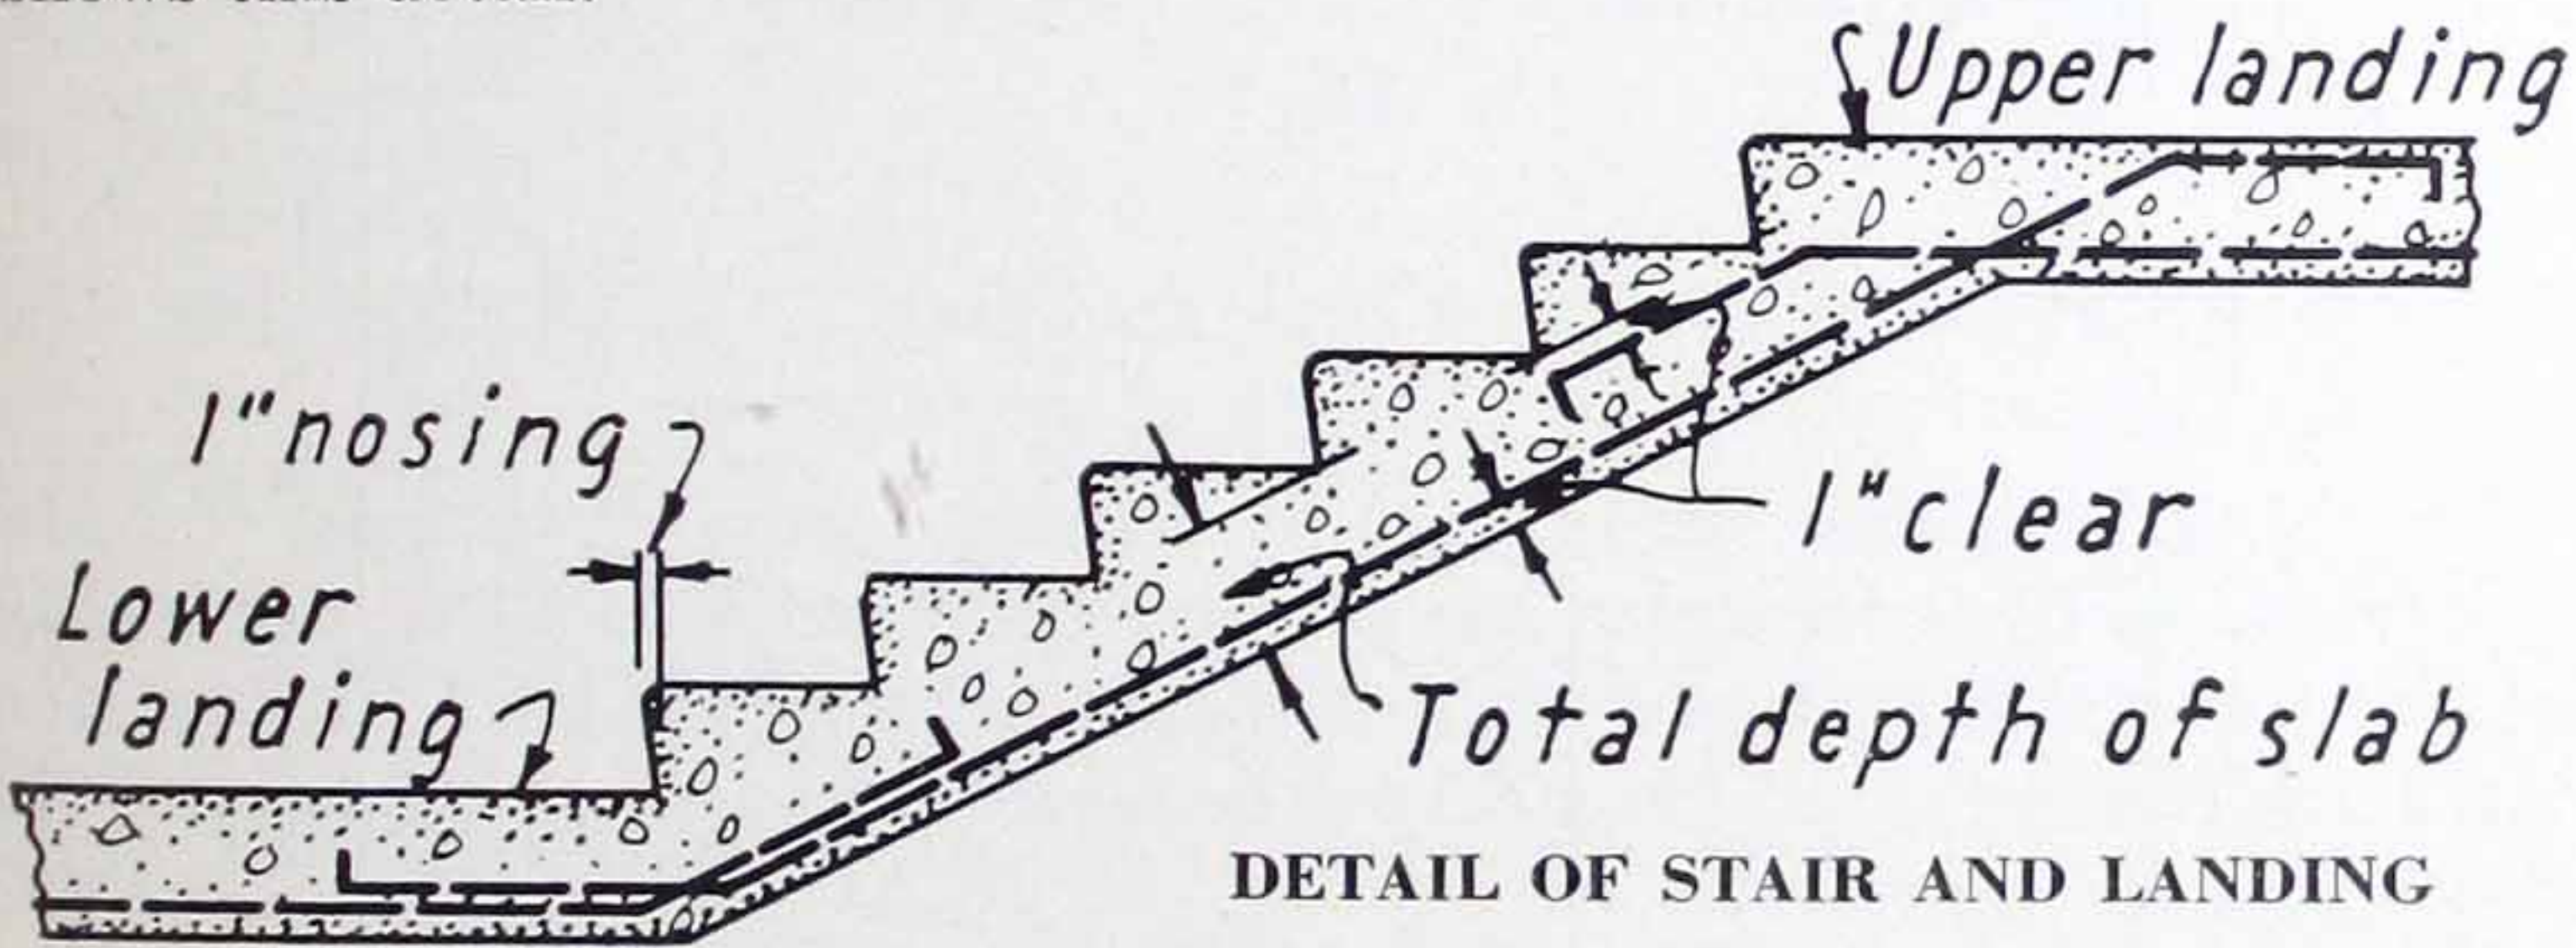 Upper landing
1" nosing
Lower
landing
1" clear
Total depth of slab
DETAIL OF STAIR AND LANDING